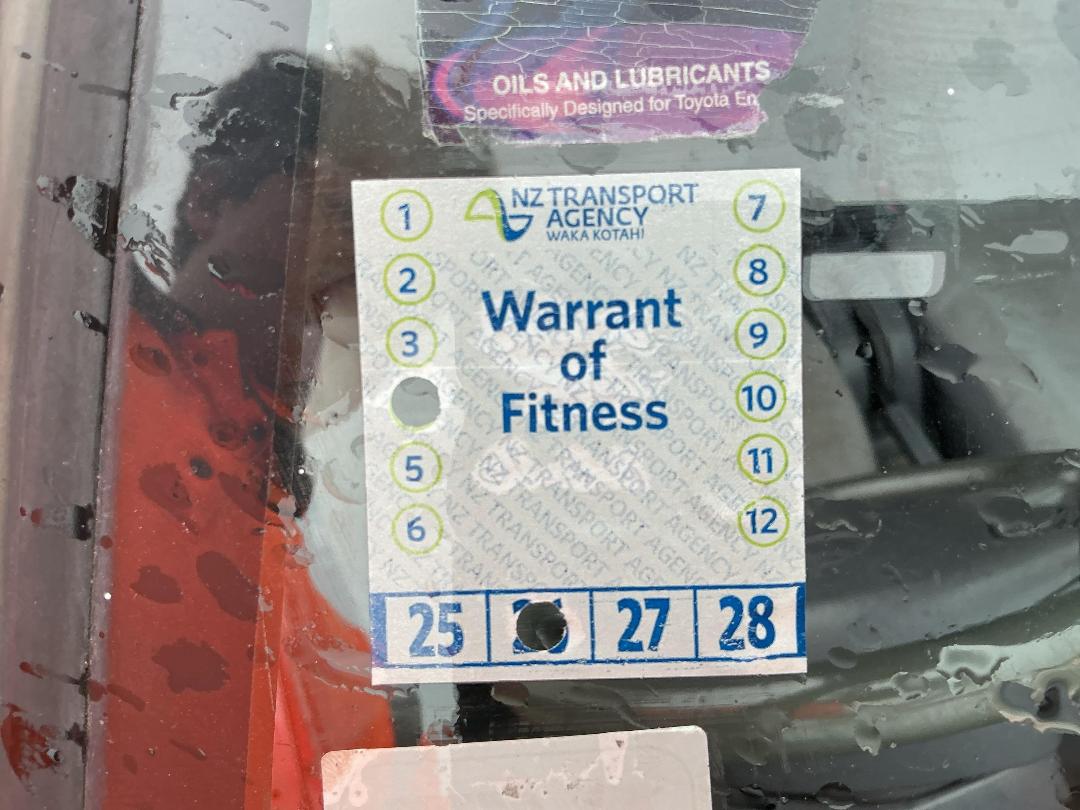 OILS AND LUBRICANTS
Specifically Designed for Toyota En
NZ TRANSPORT
AGENCY
WAKA KOTAHI
1
2
3
5
6
7
8
9
10
11
12
Warrant
of
Fitness
25 27 28